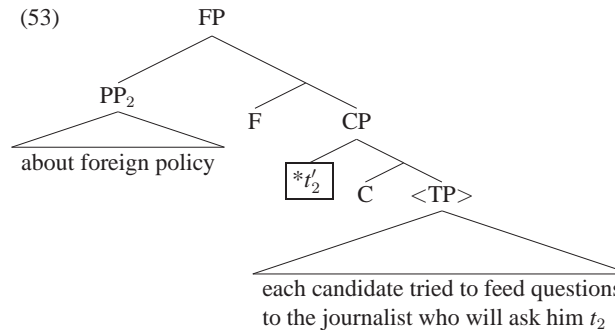 (53)
FP
PP₂
F
CP
about foreign policy
*t′₂
C
<TP>
each candidate tried to feed questions
to the journalist who will ask him t₂